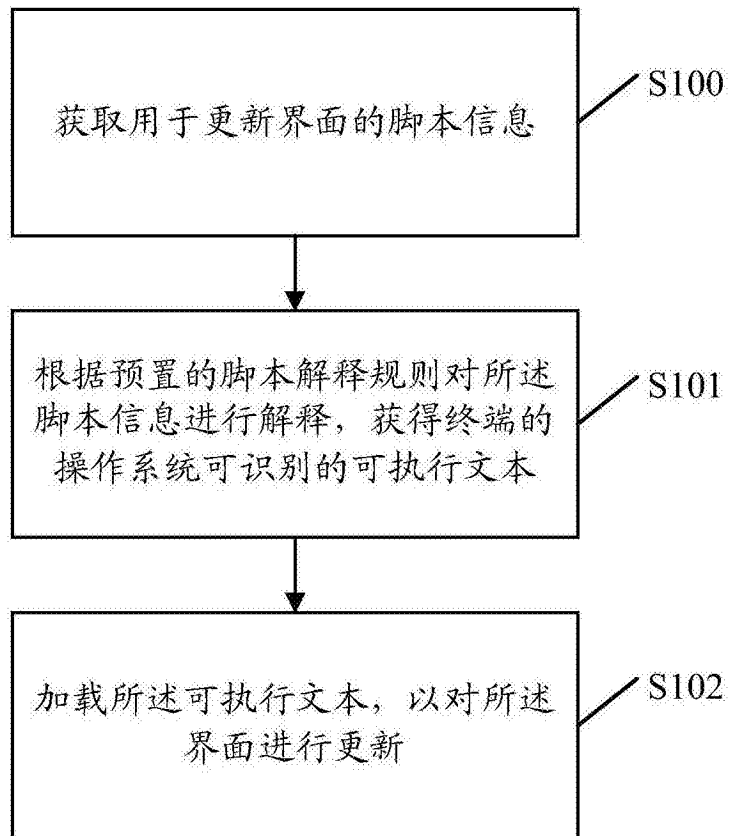 获取用于更新界面的脚本信息
S100
根据预置的脚本解释规则对所述
脚本信息进行解释，获得终端的
操作系统可识别的可执行文本
S101
加载所述可执行文本，以对所述
界面进行更新
S102